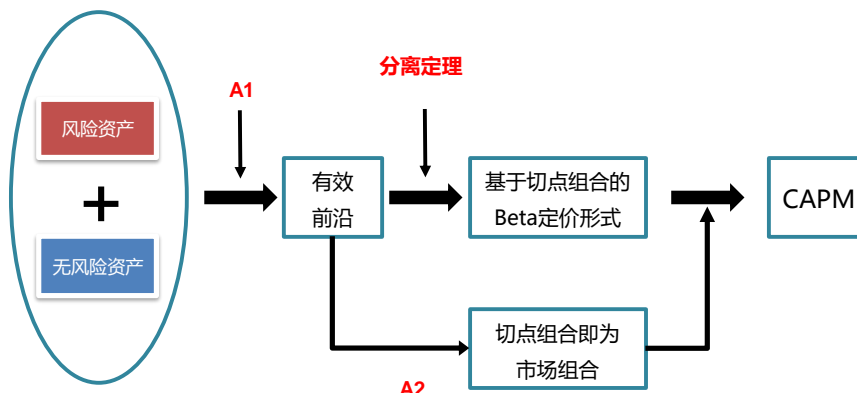 风险资产
+
无风险资产
A1
有效
前沿
分离定理
基于切点组合的
Beta定价形式
切点组合即为
市场组合
A2
CAPM